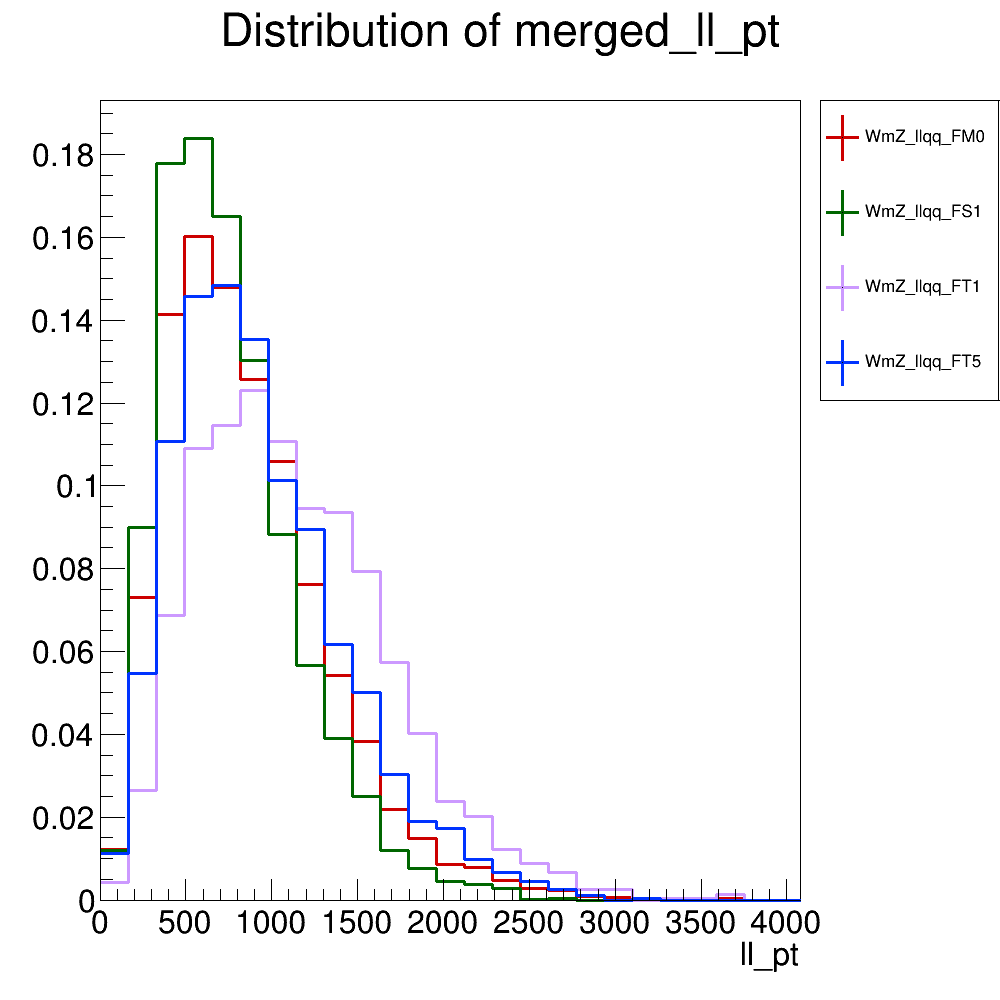 Distribution of merged_ll_pt
WmZ_llqq_FM0
WmZ_llqq_FS1
WmZ_llqq_FT1
WmZ_llqq_FT5
0.18
0.16
0.14
0.12
0.1
0.08
0.06
0.04
0.02
0
0 500 1000 1500 2000 2500 3000 3500 4000
ll_pt